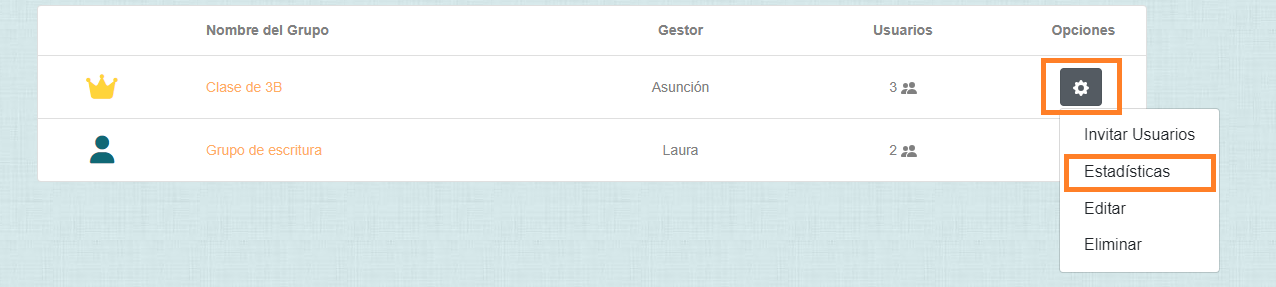 Nombre del Grupo Gestor Usuarios Opciones
Clase de 3B Asunción 3
Invitar Usuarios
Grupo de escritura Laura 2
Estadísticas
Editar
Eliminar